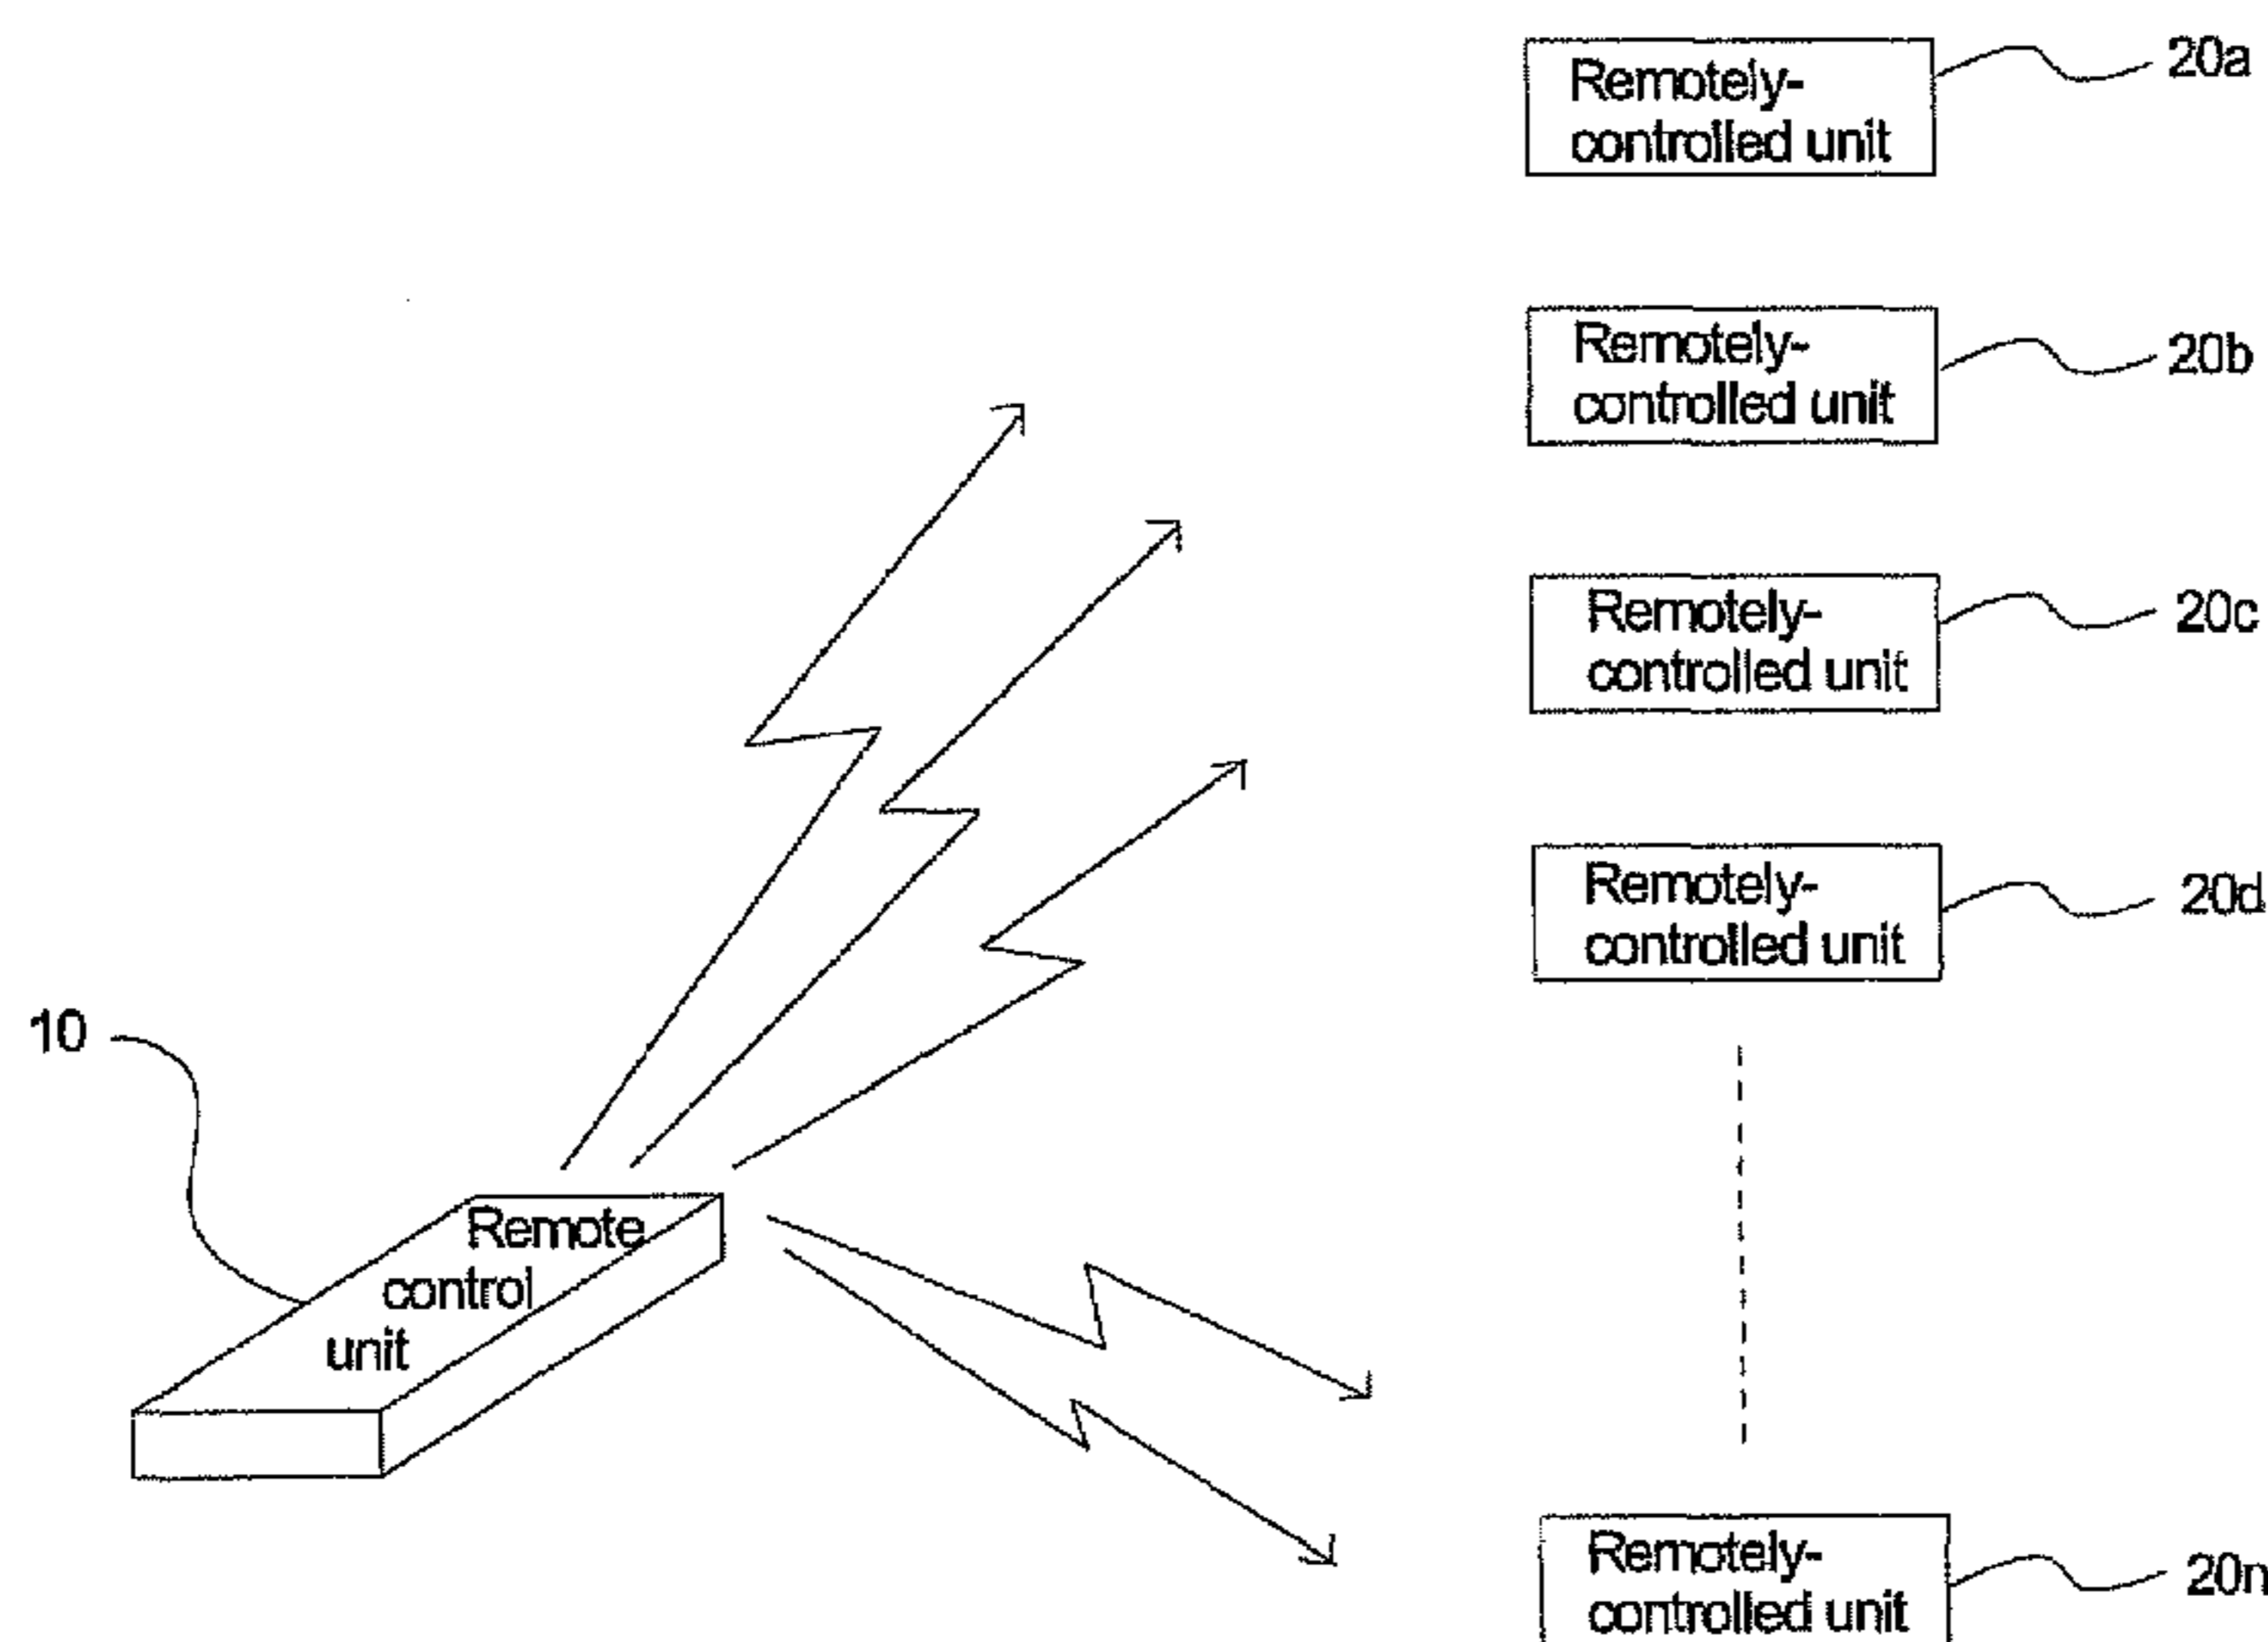 Remotely-
controlled unit
20a
Remotely-
controlled unit
20b
Remotely-
controlled unit
20c
Remotely-
controlled unit
20d
10
Remote
control
unit
Remotely-
controlled unit
20n